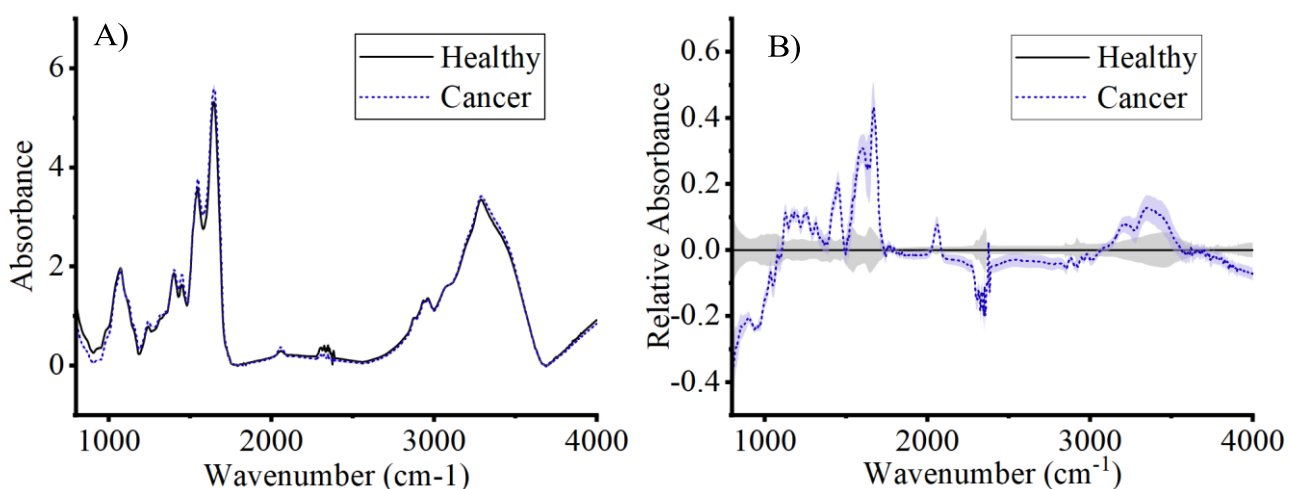 A)
Healthy
Cancer
6
4
2
0
Absorbance
1000
2000
3000
4000
Wavenumber (cm-1)
B)
Healthy
Cancer
0.6
0.4
0.2
0.0
-0.2
-0.4
Relative Absorbance
1000
2000
3000
4000
Wavenumber (cm⁻¹)